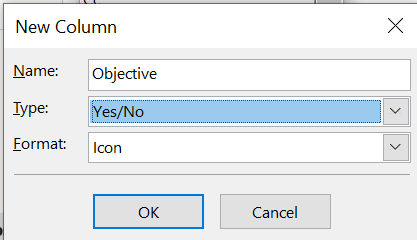 New Column
Name: Objective
Type: Yes/No
Format: Icon
OK Cancel